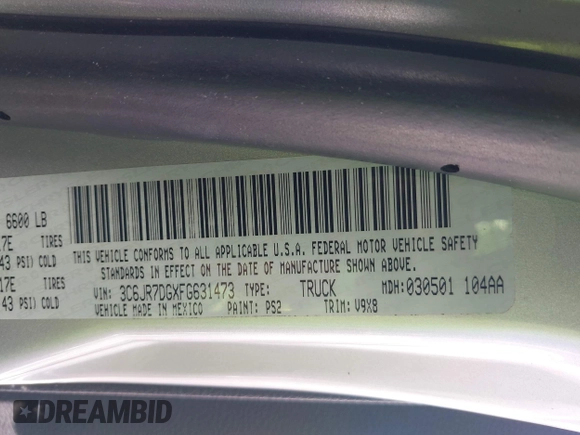 6600 LB
17E TIRES
43 PSI) COLD
17E TIRES
43 PSI) COLD
THIS VEHICLE CONFORMS TO ALL APPLICABLE U.S.A. FEDERAL MOTOR VEHICLE SAFETY
STANDARDS IN EFFECT ON THE DATE OF MANUFACTURE SHOWN ABOVE.
VIN: 3C6JR7DGXFG631473 TYPE: TRUCK MDH: 030501 104AA
VEHICLE MADE IN MEXICO PAINT: PS2 TRIM: V9X8
DREAMBID